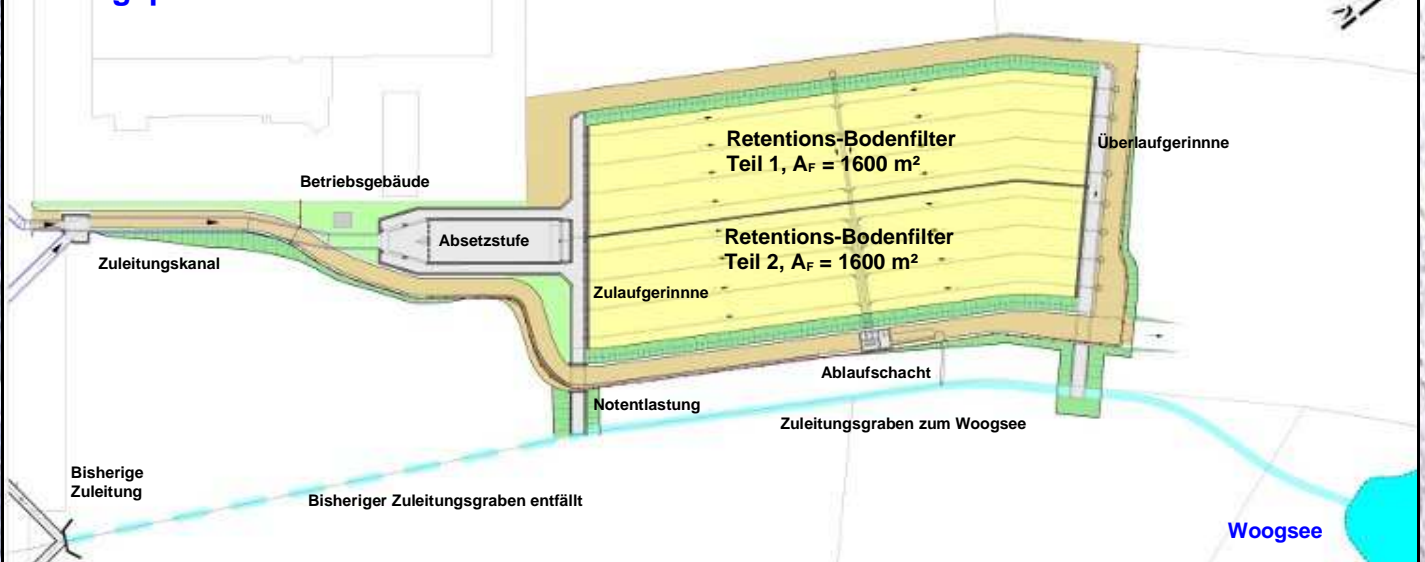 Retentions-Bodenfilter
Teil 1, AF = 1600 m²
Überlaufgerinnne
Betriebsgebäude
Absetzstufe
Retentions-Bodenfilter
Teil 2, AF = 1600 m²
Zuleitungskanal
Zulaufgerinnne
Ablaufschacht
Notentlastung
Zuleitungsgraben zum Woogsee
Bisherige
Zuleitung
Bisheriger Zuleitungsgraben entfällt
Woogsee